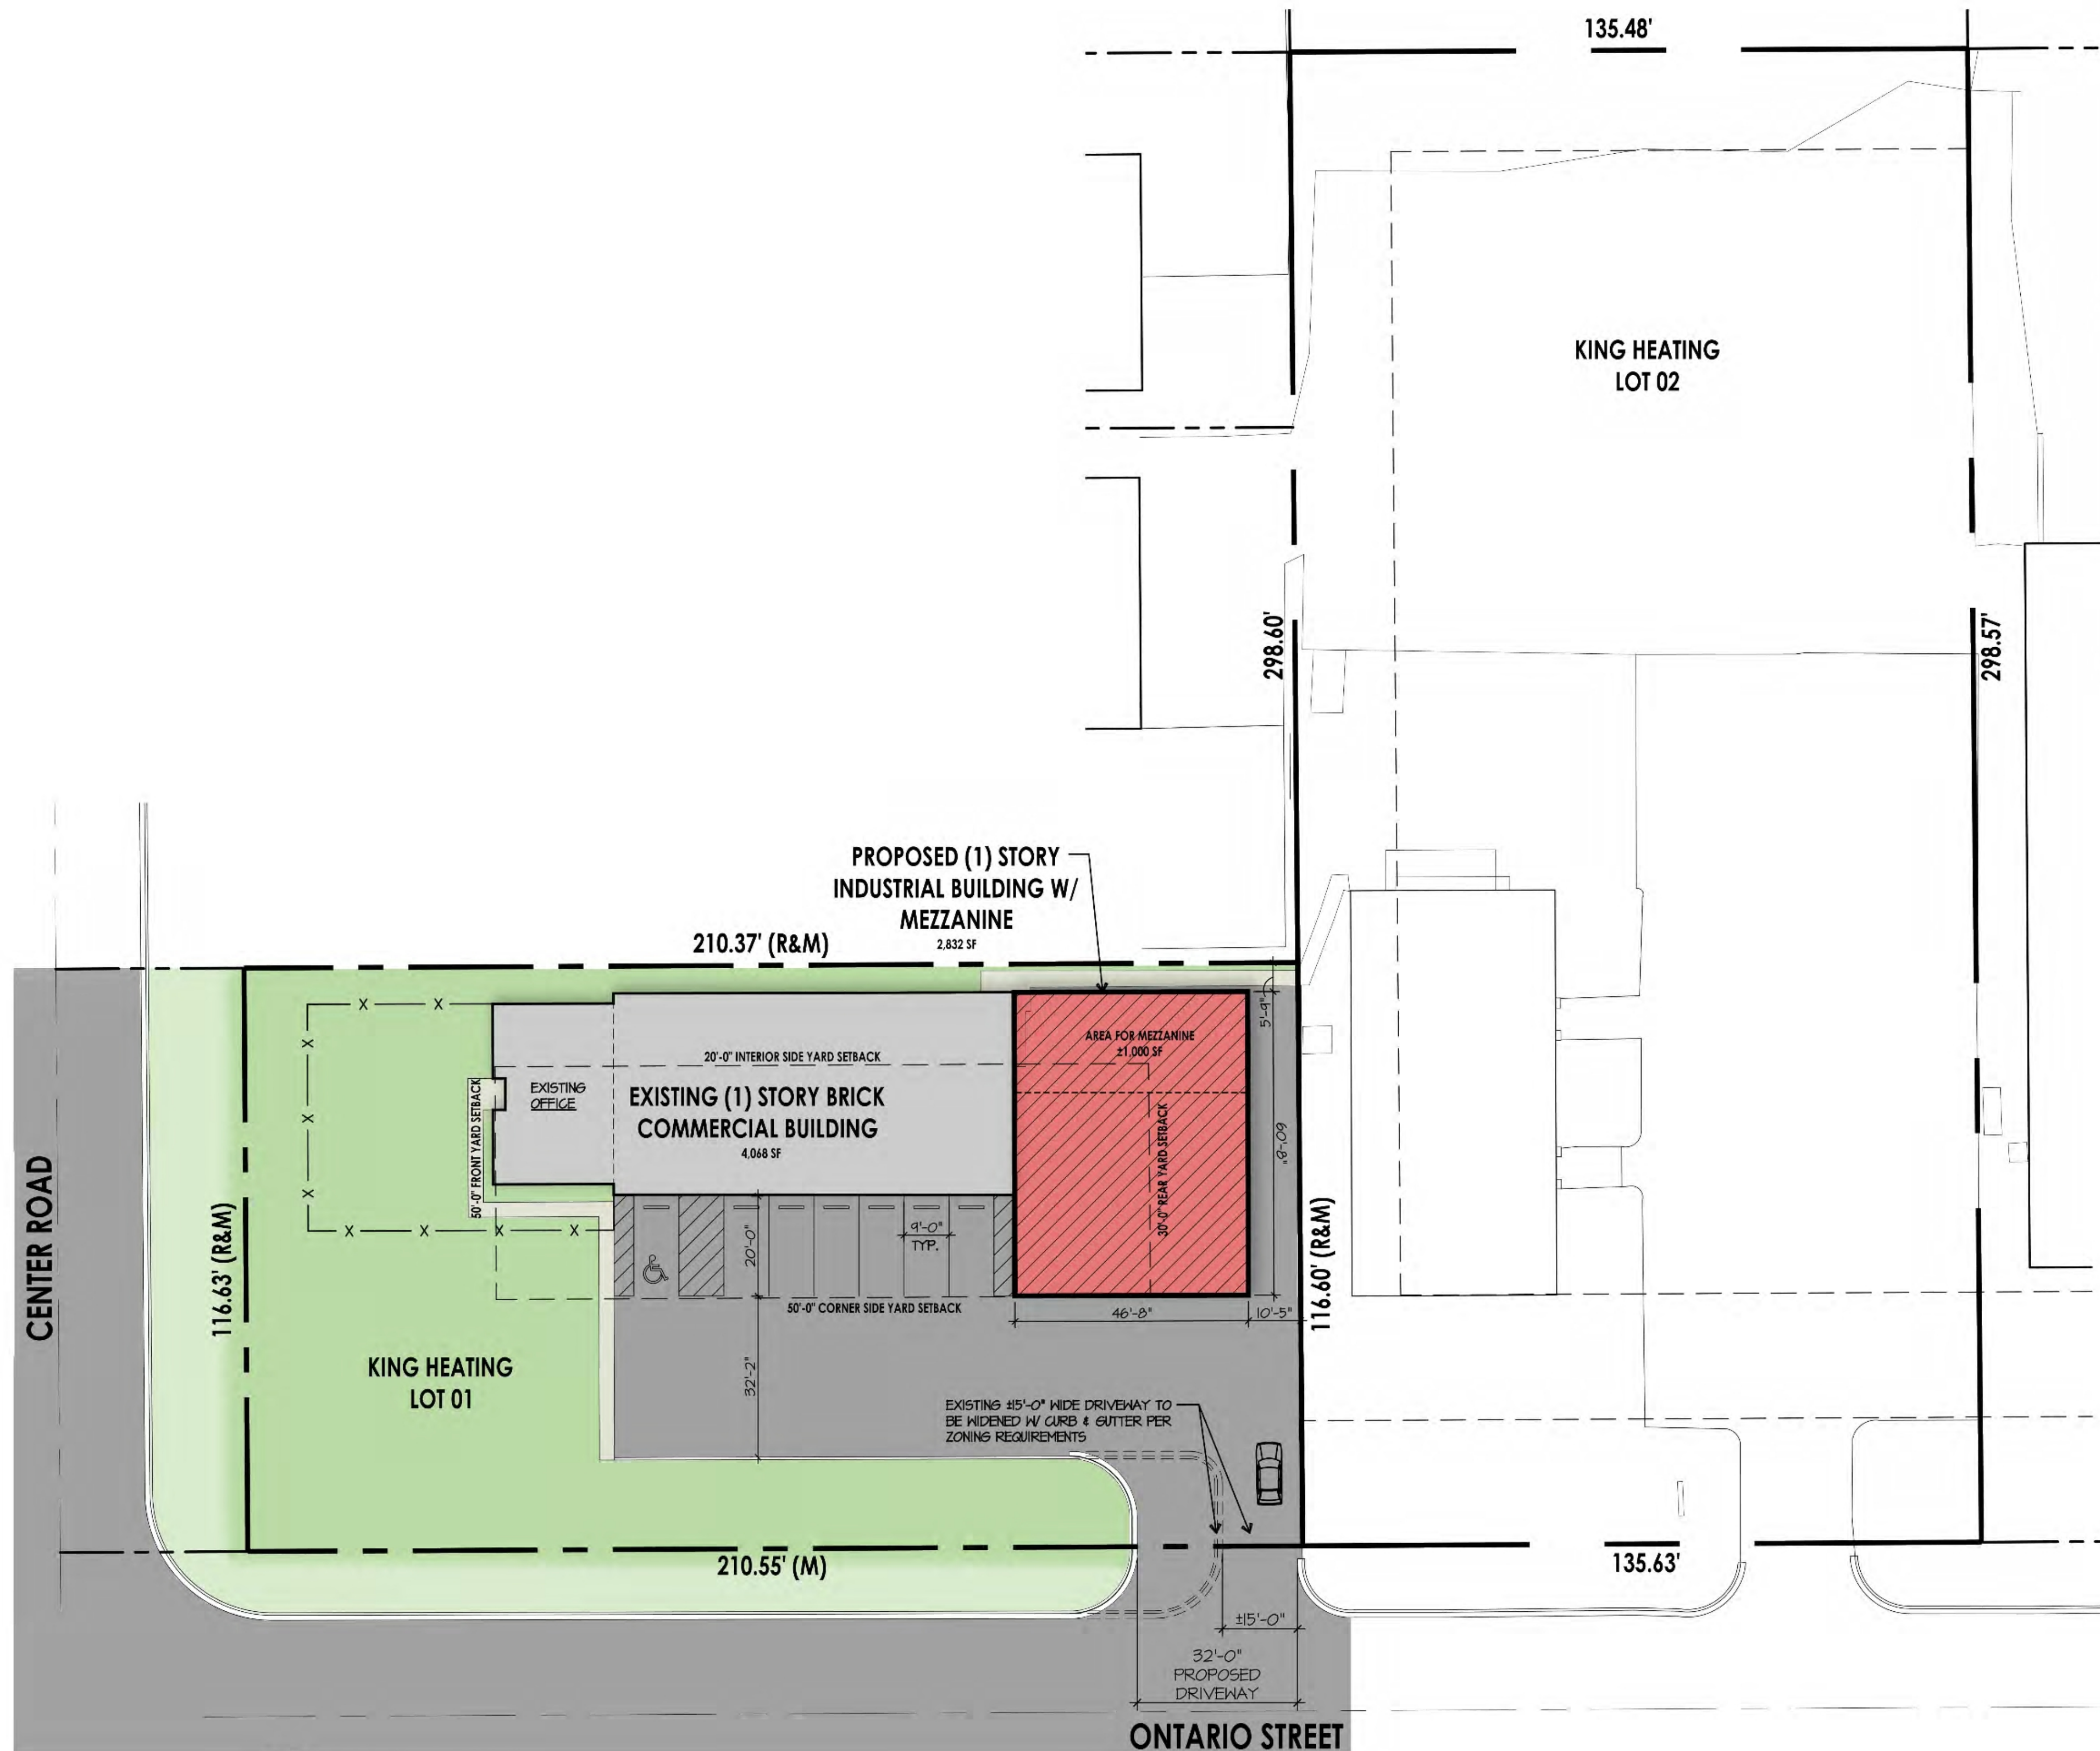 135.48'
KING HEATING
LOT 02
298.60'
298.57'
PROPOSED (1) STORY
INDUSTRIAL BUILDING W/
MEZZANINE
2,832 SF
210.37' (R&M)
X X
X
X
X
X X X X
5'-9"
AREA FOR MEZZANINE
±1,000 SF
20'-0" INTERIOR SIDE YARD SETBACK
EXISTING
OFFICE
EXISTING (1) STORY BRICK
COMMERCIAL BUILDING
4,068 SF
50'-0" FRONT YARD SETBACK
30'-0" REAR YARD SETBACK
60'-8"
CENTER ROAD
116.63' (R&M)
116.60' (R&M)
9'-0"
TYP.
20'-0"
50'-0" CORNER SIDE YARD SETBACK
46'-8"
10'-5"
32'-2"
KING HEATING
LOT 01
EXISTING ±15'-0" WIDE DRIVEWAY TO
BE WIDENED W/ CURB & GUTTER PER
ZONING REQUIREMENTS
210.55' (M)
135.63'
±15'-0"
32'-0"
PROPOSED
DRIVEWAY
ONTARIO STREET